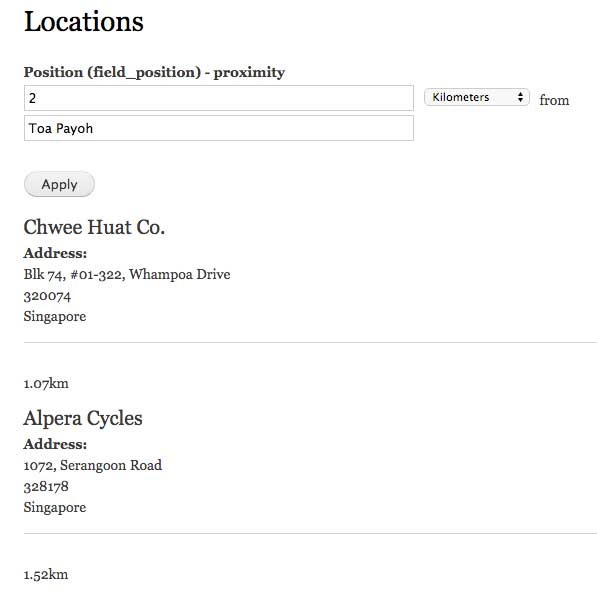 Locations
Position (field_position) - proximity
2 Kilometers from
Toa Payoh
Apply
Chwee Huat Co.
Address:
Blk 74, #01-322, Whampoa Drive
320074
Singapore
1.07km
Alpera Cycles
Address:
1072, Serangoon Road
328178
Singapore
1.52km